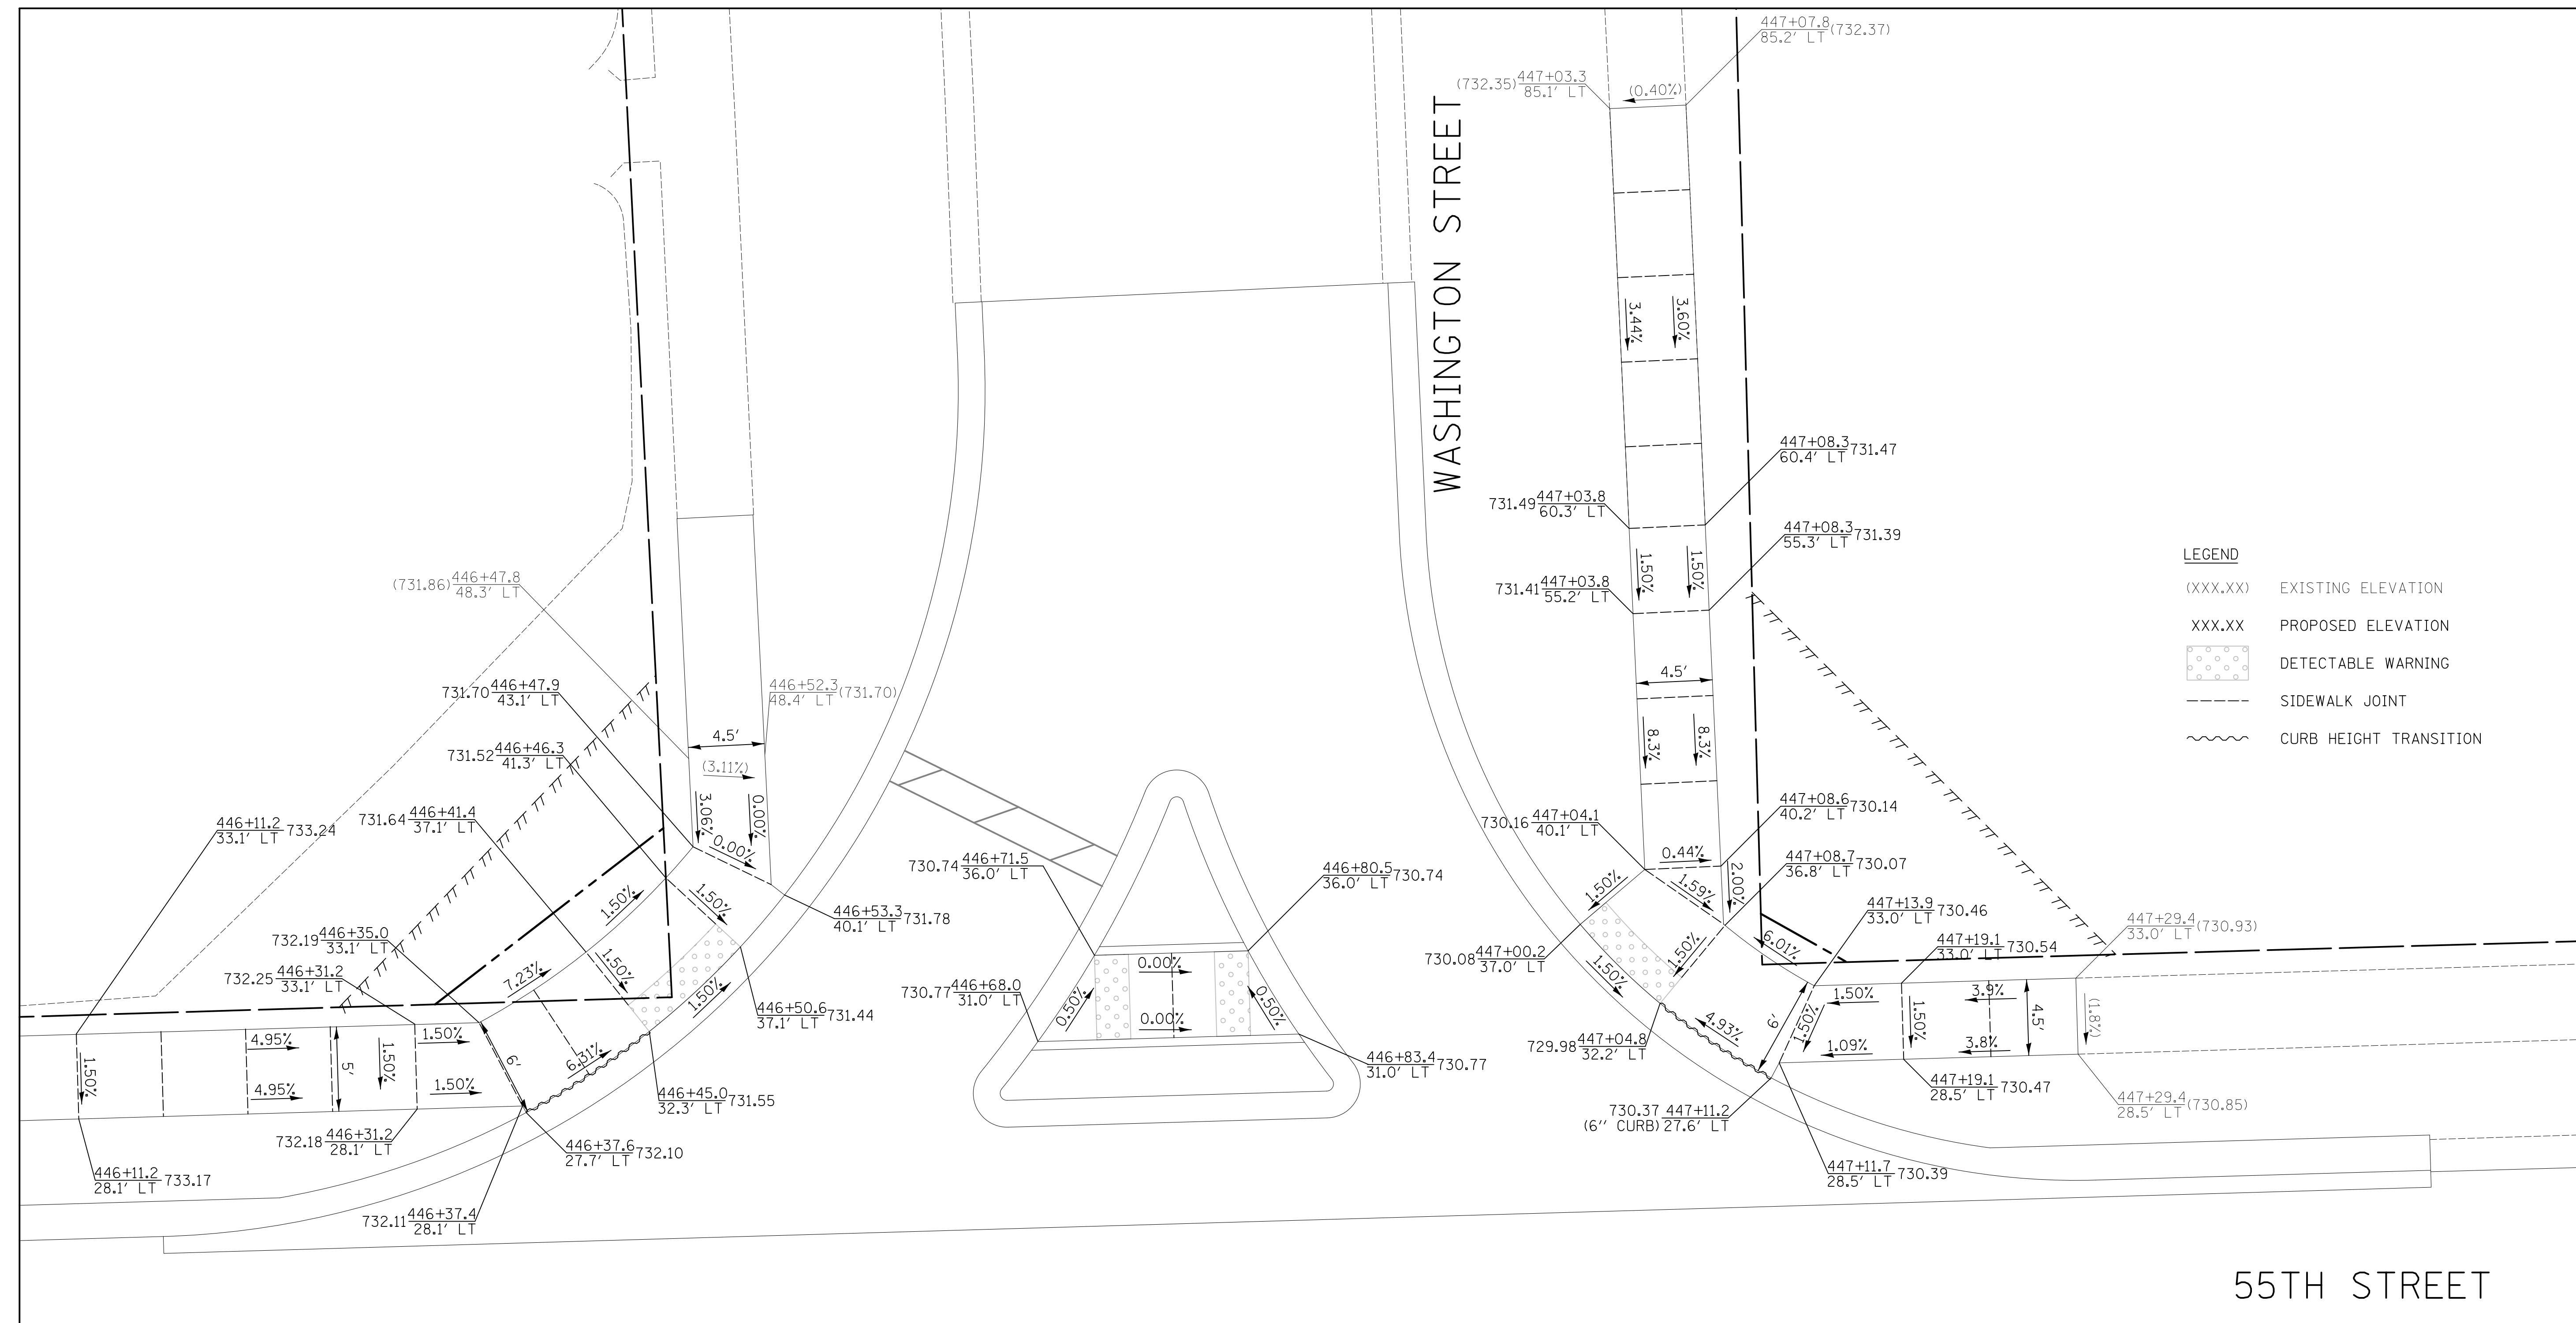 447+07.8
85.2' LT
(732.37)
(732.35)
447+03.3
85.1' LT
(0.40%)
WASHINGTON STREET
3.44%
3.60%
447+08.3
60.4' LT
731.47
731.49
447+03.8
60.3' LT
447+08.3
55.3' LT
731.39
731.41
447+03.8
55.2' LT
1.50%
1.50%
4.5'
8.3%
8.3%
LEGEND
(XXX.XX) EXISTING ELEVATION
XXX.XX PROPOSED ELEVATION
DETECTABLE WARNING
SIDEWALK JOINT
CURB HEIGHT TRANSITION
(731.86)
446+47.8
48.3' LT
731.70
446+47.9
43.1' LT
446+52.3
48.4' LT
(731.70)
4.5'
(3.11%)
3.06%
0.00%
0.00%
731.52
446+46.3
41.3' LT
731.64
446+41.4
37.1' LT
446+11.2
33.1' LT
733.24
732.19
446+35.0
33.1' LT
732.25
446+31.2
33.1' LT
1.50%
1.50%
1.50%
1.50%
7.23%
6.31%
446+53.3
40.1' LT
731.78
446+50.6
37.1' LT
731.44
446+45.0
32.3' LT
731.55
1.50%
4.95%
4.95%
5'
1.50%
1.50%
1.50%
6'
732.18
446+31.2
28.1' LT
446+37.6
27.7' LT
732.10
446+11.2
28.1' LT
733.17
732.11
446+37.4
28.1' LT
730.74
446+71.5
36.0' LT
446+80.5
36.0' LT
730.74
730.77
446+68.0
31.0' LT
0.50%
0.00%
0.00%
0.50%
446+83.4
31.0' LT
730.77
730.16
447+04.1
40.1' LT
447+08.6
40.2' LT
730.14
0.44%
1.50%
1.59%
2.00%
447+08.7
36.8' LT
730.07
730.08
447+00.2
37.0' LT
1.50%
1.50%
6.01%
447+13.9
33.0' LT
730.46
447+19.1
33.0' LT
730.54
447+29.4
33.0' LT
(730.93)
729.98
447+04.8
32.2' LT
4.93%
6'
1.50%
1.50%
1.09%
1.50%
3.9%
3.8%
4.5'
(1.8%)
447+19.1
28.5' LT
730.47
447+29.4
28.5' LT
(730.85)
730.37
(6" CURB)
447+11.2
27.6' LT
447+11.7
28.5' LT
730.39
55TH STREET